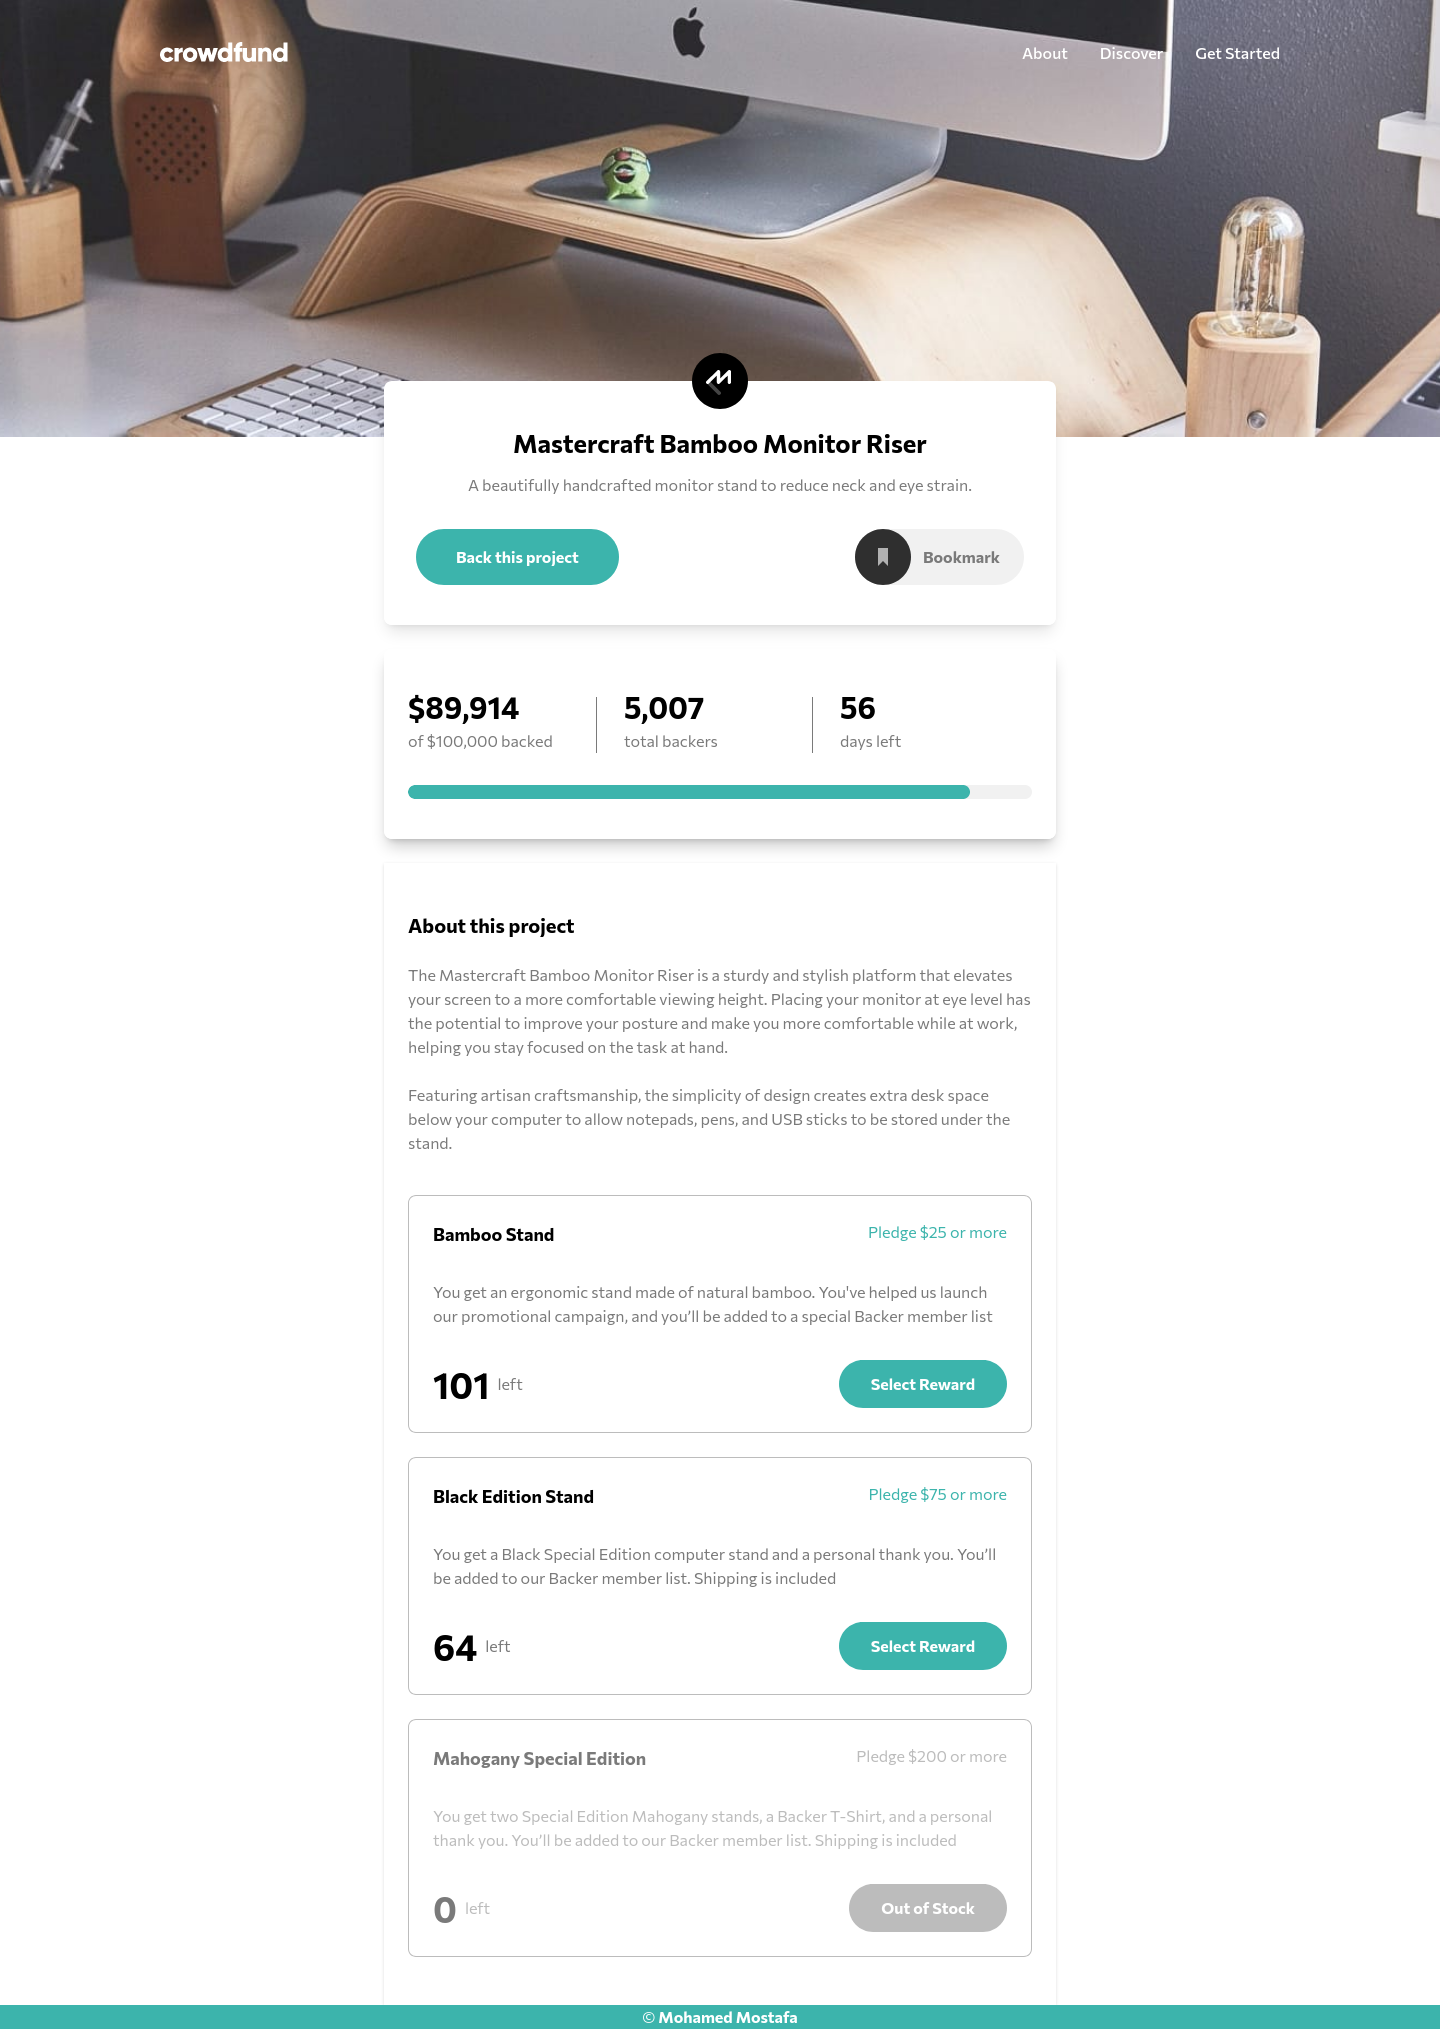 crowdfund
About Discover Get Started
Mastercraft Bamboo Monitor Riser
A beautifully handcrafted monitor stand to reduce neck and eye strain.
Back this project
Bookmark
$89,914
of $100,000 backed
5,007
total backers
56
days left
About this project
The Mastercraft Bamboo Monitor Riser is a sturdy and stylish platform that elevates
your screen to a more comfortable viewing height. Placing your monitor at eye level has
the potential to improve your posture and make you more comfortable while at work,
helping you stay focused on the task at hand.
Featuring artisan craftsmanship, the simplicity of design creates extra desk space
below your computer to allow notepads, pens, and USB sticks to be stored under the
stand.
Bamboo Stand
Pledge $25 or more
You get an ergonomic stand made of natural bamboo. You've helped us launch
our promotional campaign, and you’ll be added to a special Backer member list
101 left
Select Reward
Black Edition Stand
Pledge $75 or more
You get a Black Special Edition computer stand and a personal thank you. You’ll
be added to our Backer member list. Shipping is included
64 left
Select Reward
Mahogany Special Edition
Pledge $200 or more
You get two Special Edition Mahogany stands, a Backer T-Shirt, and a personal
thank you. You’ll be added to our Backer member list. Shipping is included
0 left
Out of Stock
© Mohamed Mostafa